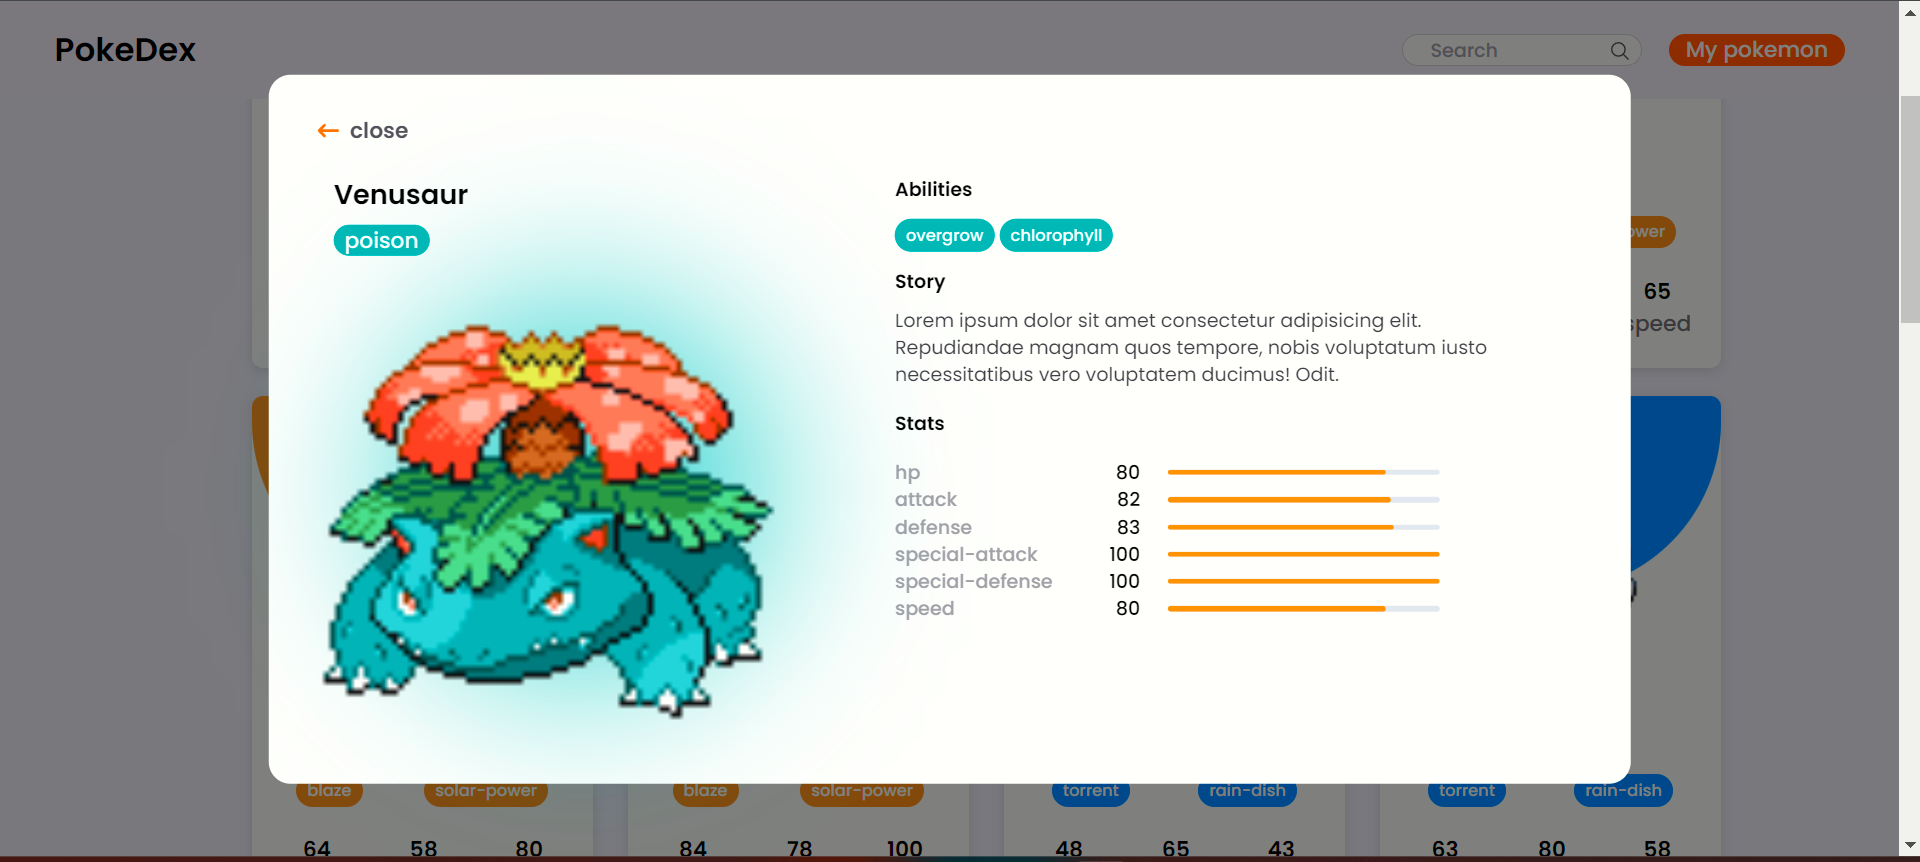 PokeDex
Search
My pokemon
close
Venusaur
poison
Abilities
overgrow chlorophyll
Story
Lorem ipsum dolor sit amet consectetur adipisicing elit.
Repudiandae magnam quos tempore, nobis voluptatum iusto
necessitatibus vero voluptatem ducimus! Odit.
Stats
hp 80
attack 82
defense 83
special-attack 100
special-defense 100
speed 80
65
speed
blaze solar-power blaze solar-power torrent rain-dish torrent rain-dish
64 58 80 84 78 100 48 65 43 63 80 58